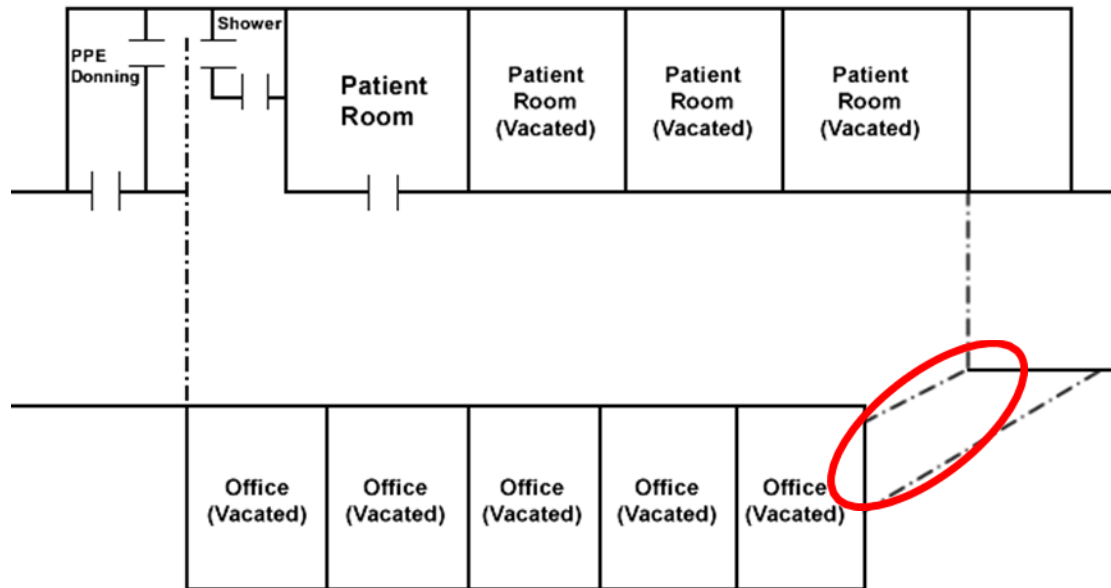 Shower
PPE
Donning
Patient
Room
Patient
Room
(Vacated)
Patient
Room
(Vacated)
Patient
Room
(Vacated)
Office
(Vacated)
Office
(Vacated)
Office
(Vacated)
Office
(Vacated)
Office
(Vacated)